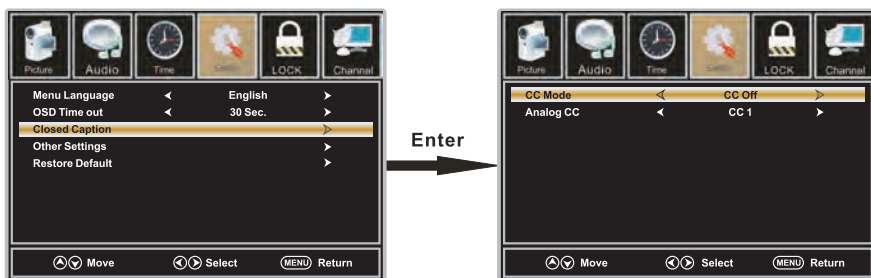 Picture Audio Time LOCK Channel
Menu Language English
OSD Time out 30 Sec.
Closed Caption
Other Settings
Restore Default
Move Select MENU Return
Enter
Picture Audio Time LOCK Channel
CC Mode CC Off
Analog CC CC 1
Move Select MENU Return